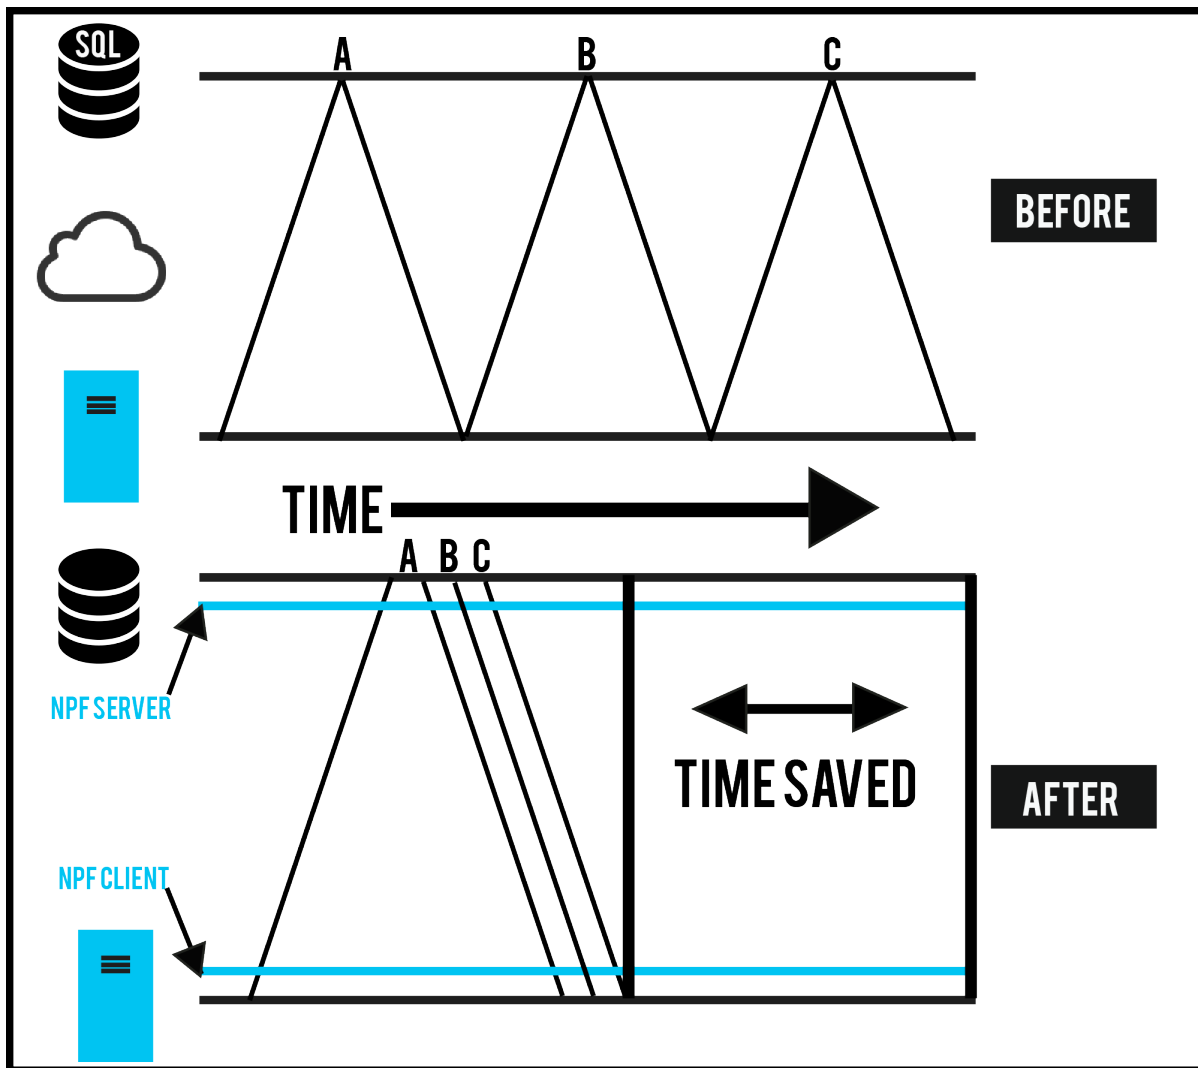 SQL
A B C
BEFORE
TIME
A B C
NPF SERVER
TIME SAVED
AFTER
NPF CLIENT